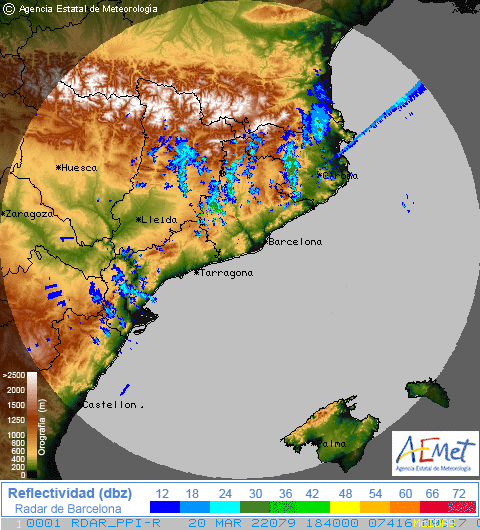 © Agencia Estatal de Meteorología
*Huesca
*Zaragoza
*Lleida
*Girona
*Barcelona
*Tarragona
*Castellon
*Palma
>2500
2000
1500
1250
1000
800
600
400
200
0
Orografía (m)
AEMet
Agencia Estatal de Meteorología
Reflectividad (dbz)
Radar de Barcelona
12 18 24 30 36 42 48 54 60 66 72
1 0001 RDAR_PPI-R 20 MAR 22079 184000